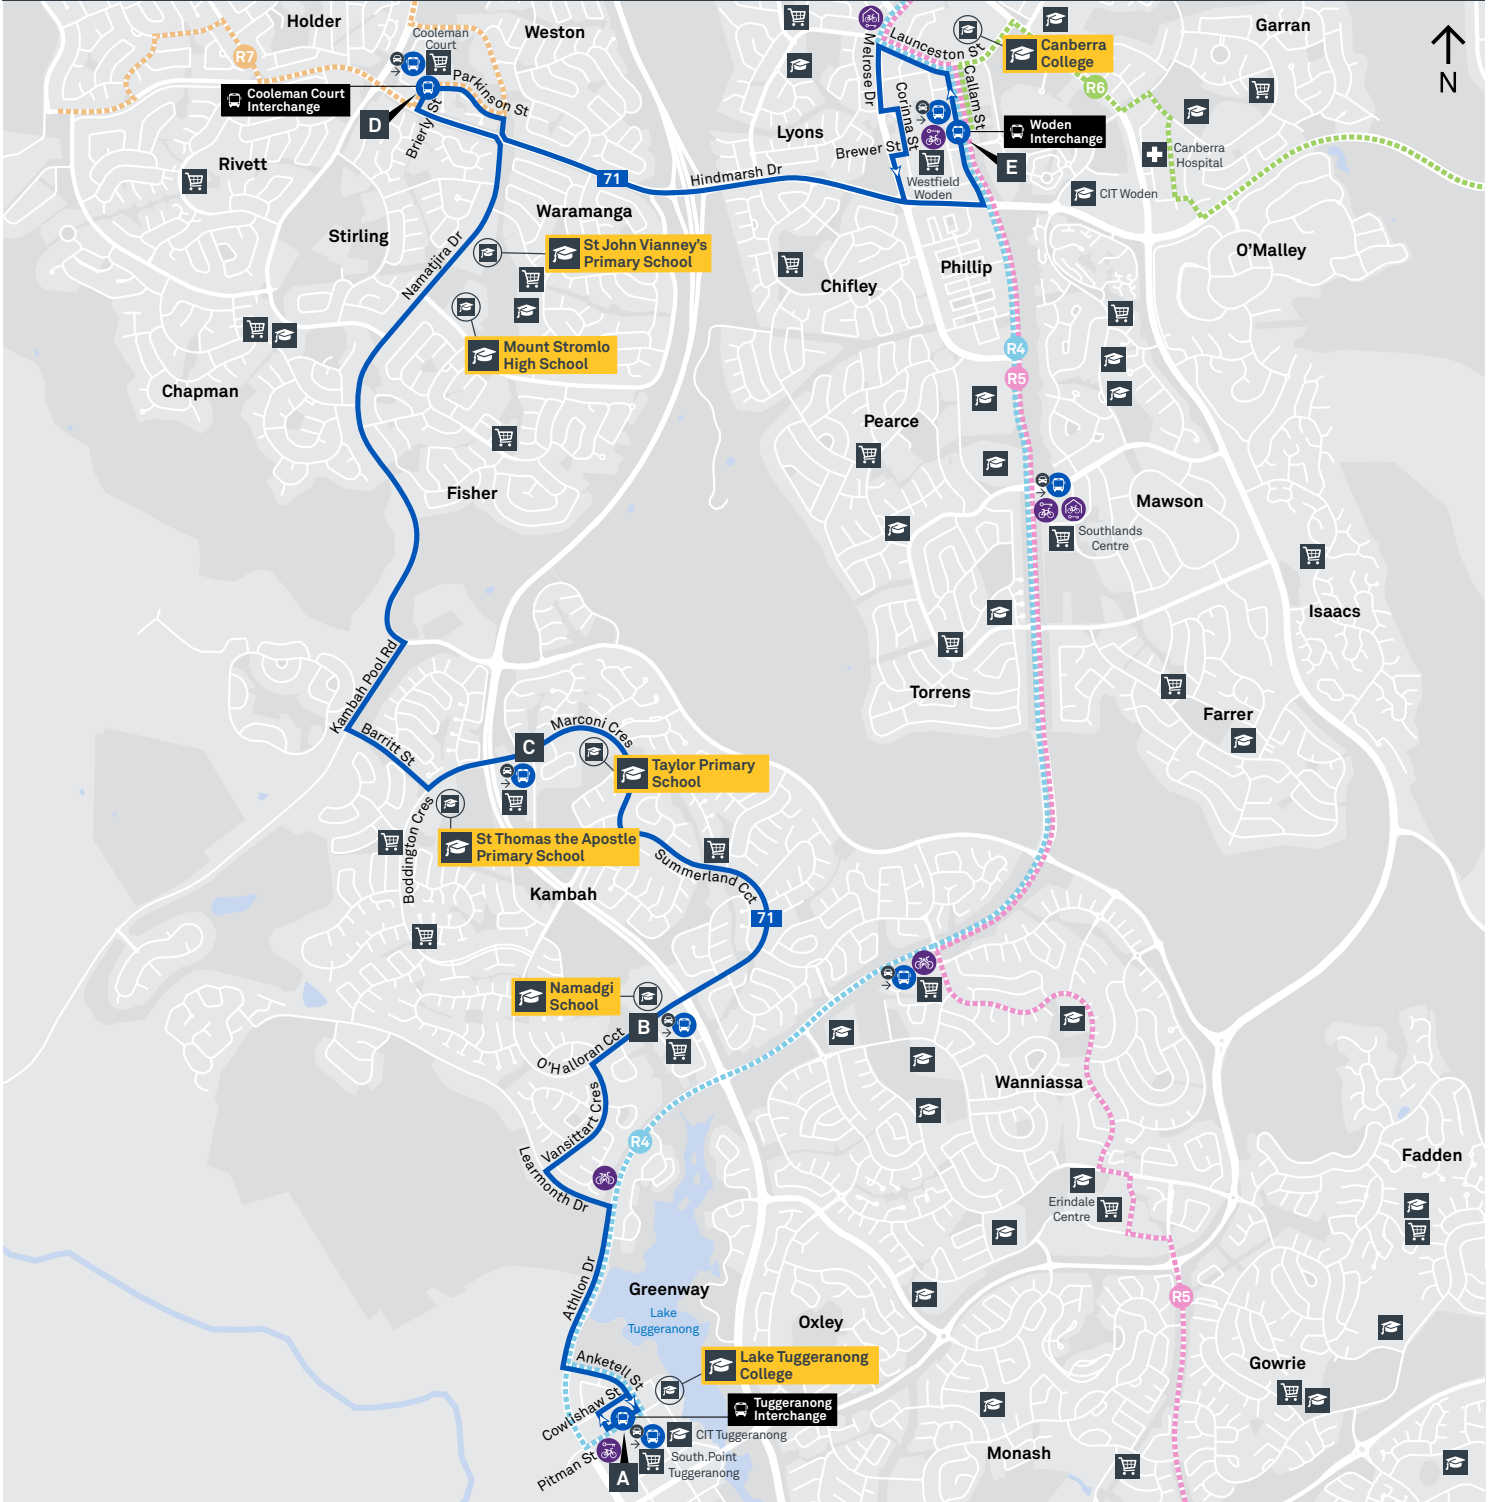 Holder
Weston
Cooleman
Court
R7
Cooleman Court
Interchange
D
Parkinson St
Brierly St
Rivett
Stirling
Waramanga
71
Hindmarsh Dr
Namatjira Dr
St John Vianney's
Primary School
Mount Stromlo
High School
Chapman
Fisher
Melrose Dr
Launceston St
Corinna St
Callam St
Brewer St
Lyons
Canberra
College
Garran
N
R6
Canberra
Hospital
Woden
Interchange
E
Westfield
Woden
CIT Woden
O'Malley
Phillip
Chifley
R4
R5
Pearce
Mawson
Southlands
Centre
Isaacs
Torrens
Farrer
Kambah Pool Rd
Barritt St
C
Marconi Cres
Taylor Primary
School
Boddington Cres
St Thomas the Apostle
Primary School
Summerland Cct
Kambah
71
Namadgi
School
B
O'Halloran Cct
Vansittart Cres
Learmonth Dr
R4
Wanniassa
Fadden
Erindale
Centre
Athllon Dr
Greenway
Lake
Tuggeranong
Oxley
R5
Anketell St
Lake Tuggeranong
College
Gowrie
Cowlishaw St
Tuggeranong
Interchange
CIT Tuggeranong
South.Point
Tuggeranong
Pitman St
A
Monash